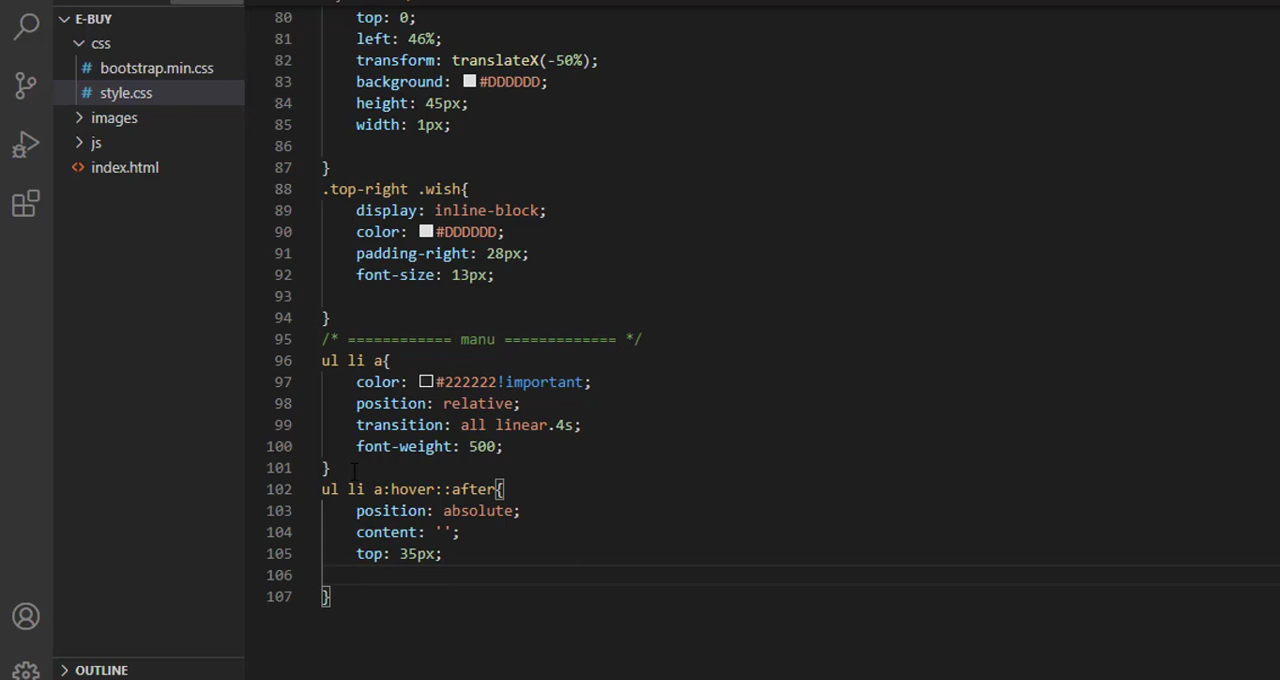 E-BUY
css
# bootstrap.min.css
# style.css
images
js
<> index.html
OUTLINE
80 top: 0;
81 left: 46%;
82 transform: translateX(-50%);
83 background: #DDDDDD;
84 height: 45px;
85 width: 1px;
86
87 }
88 .top-right .wish{
89 display: inline-block;
90 color: #DDDDDD;
91 padding-right: 28px;
92 font-size: 13px;
93
94 }
95 /* ============ manu ============= */
96 ul li a{
97 color: #222222!important;
98 position: relative;
99 transition: all linear.4s;
100 font-weight: 500;
101 }
102 ul li a:hover::after{
103 position: absolute;
104 content: '';
105 top: 35px;
106
107 }